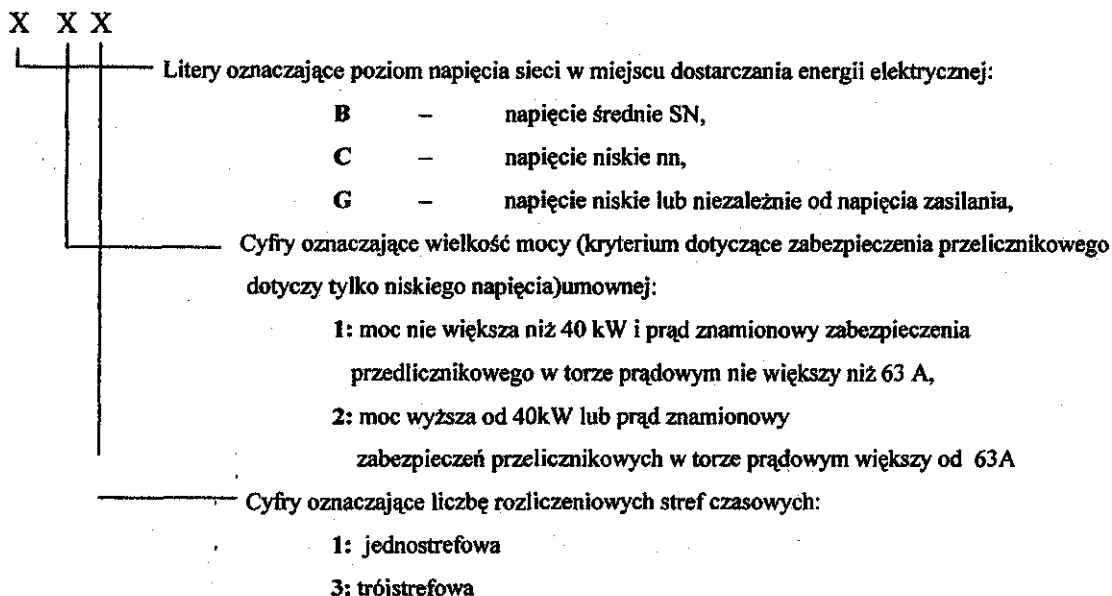 X X X
Litery oznaczające poziom napięcia sieci w miejscu dostarczania energii elektrycznej:
B – napięcie średnie SN,
C – napięcie niskie nn,
G – napięcie niskie lub niezależnie od napięcia zasilania,
Cyfry oznaczające wielkość mocy (kryterium dotyczące zabezpieczenia przelicznikowego
dotyczy tylko niskiego napięcia)umownej:
1: moc nie większa niż 40 kW i prąd znamionowy zabezpieczenia
przedlicznikowego w torze prądowym nie większy niż 63 A,
2: moc wyższa od 40kW lub prąd znamionowy
zabezpieczeń przelicznikowych w torze prądowym większy od 63A
Cyfry oznaczające liczbę rozliczeniowych stref czasowych:
1: jednostrefowa
3: trójstrefowa